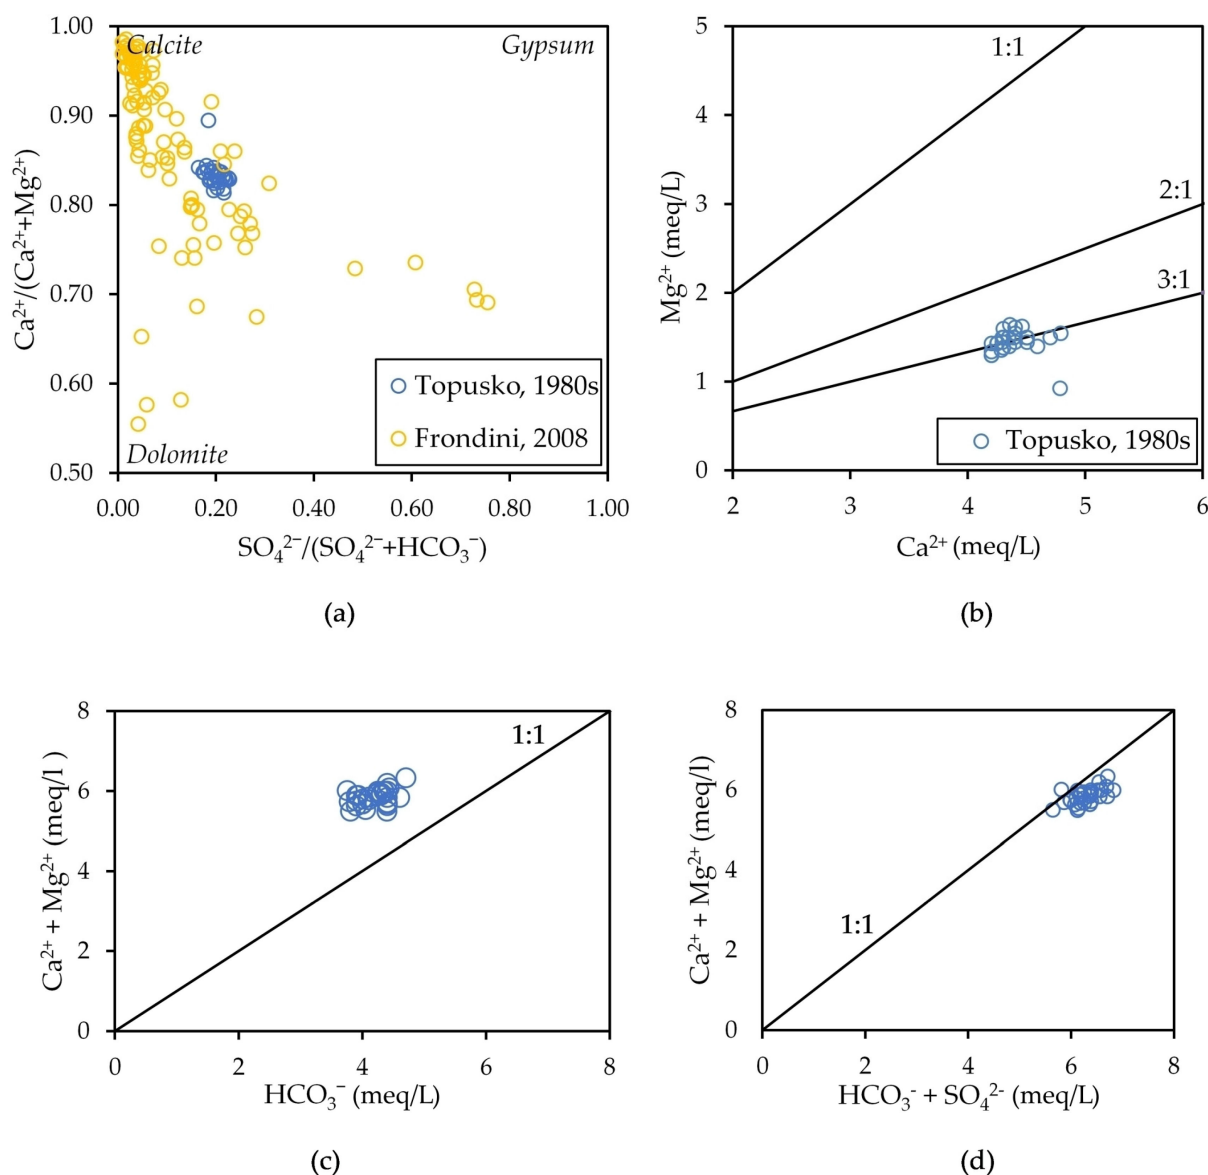 1.00
Calcite
Gypsum
0.90
0.80
0.70
0.60
0.50
Ca²⁺/(Ca²⁺+Mg²⁺)
Topusko, 1980s
Frondini, 2008
Dolomite
0.00 0.20 0.40 0.60 0.80 1.00
SO₄²⁻/(SO₄²⁻+HCO₃⁻)
(a)
5
4
3
2
1
0
Mg²⁺ (meq/L)
1:1
2:1
3:1
Topusko, 1980s
2 3 4 5 6
Ca²⁺ (meq/L)
(b)
8
6
4
2
0
Ca²⁺ + Mg²⁺ (meq/l )
1:1
0 2 4 6 8
HCO₃⁻ (meq/L)
(c)
8
6
4
2
0
Ca²⁺ + Mg²⁺ (meq/l)
1:1
0 2 4 6 8
HCO₃⁻ + SO₄²⁻ (meq/L)
(d)